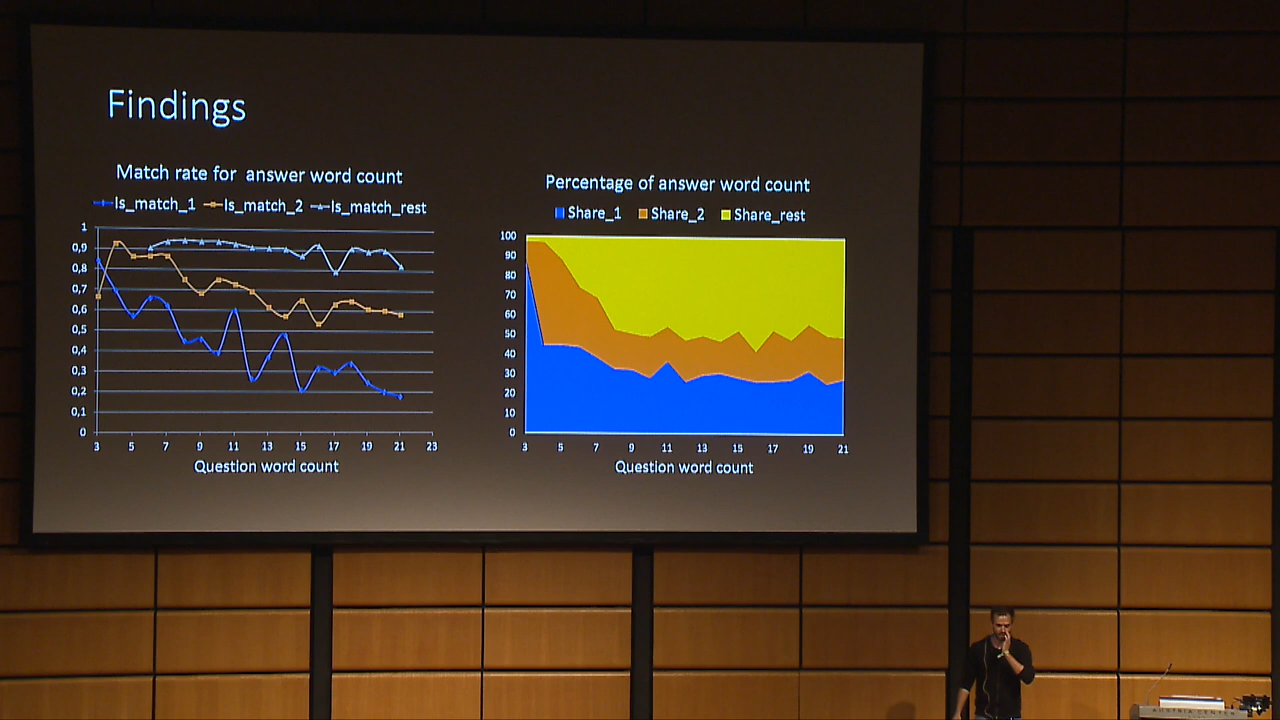 Findings
Match rate for answer word count
Is_match_1 Is_match_2 Is_match_rest
1
0,9
0,8
0,7
0,6
0,5
0,4
0,3
0,2
0,1
0
3 5 7 9 11 13 15 17 19 21 23
Question word count
Percentage of answer word count
Share_1 Share_2 Share_rest
100
90
80
70
60
50
40
30
20
10
0
3 5 7 9 11 13 15 17 19 21
Question word count
AUSTRIA CENTER